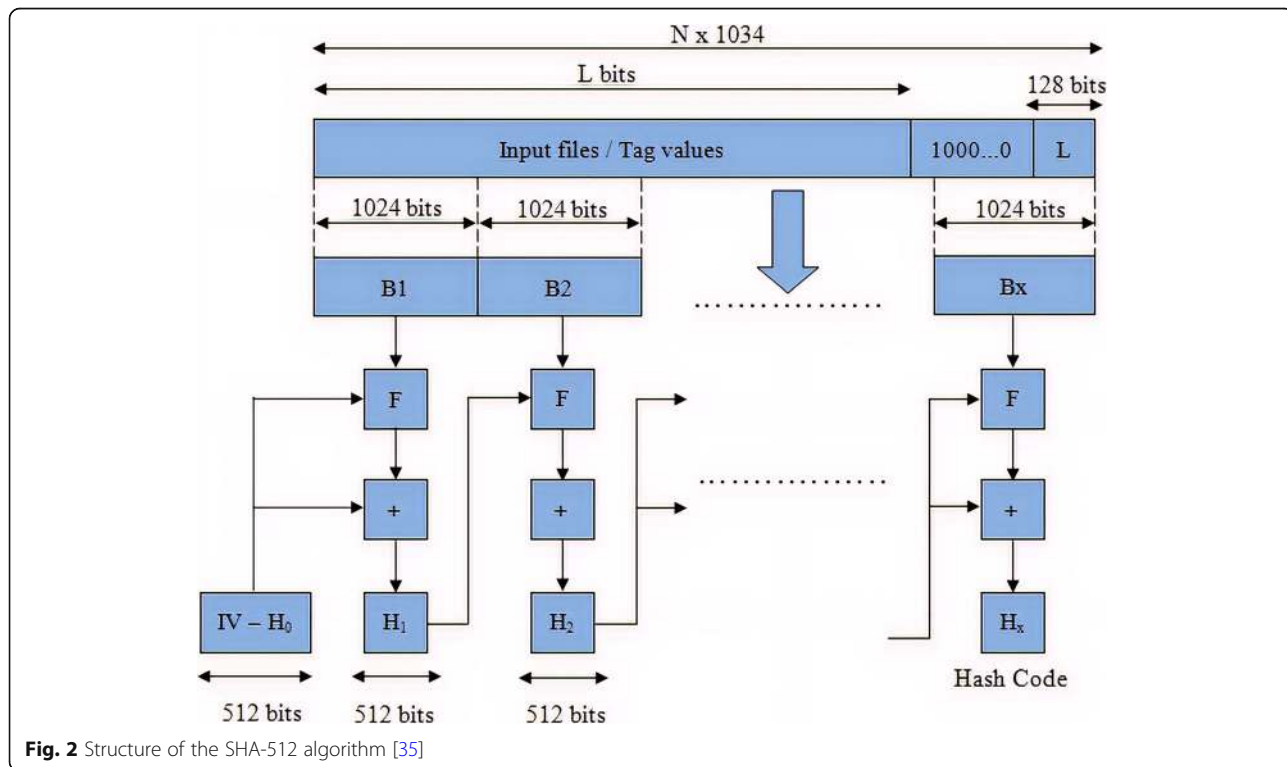 N x 1034
L bits
128 bits
Input files / Tag values
1000...0
L
1024 bits
1024 bits
1024 bits
B1
B2
Bx
F
F
F
+
+
+
IV – H₀
H₁
H₂
Hₓ
Hash Code
512 bits
512 bits
512 bits
Fig. 2 Structure of the SHA-512 algorithm [35]